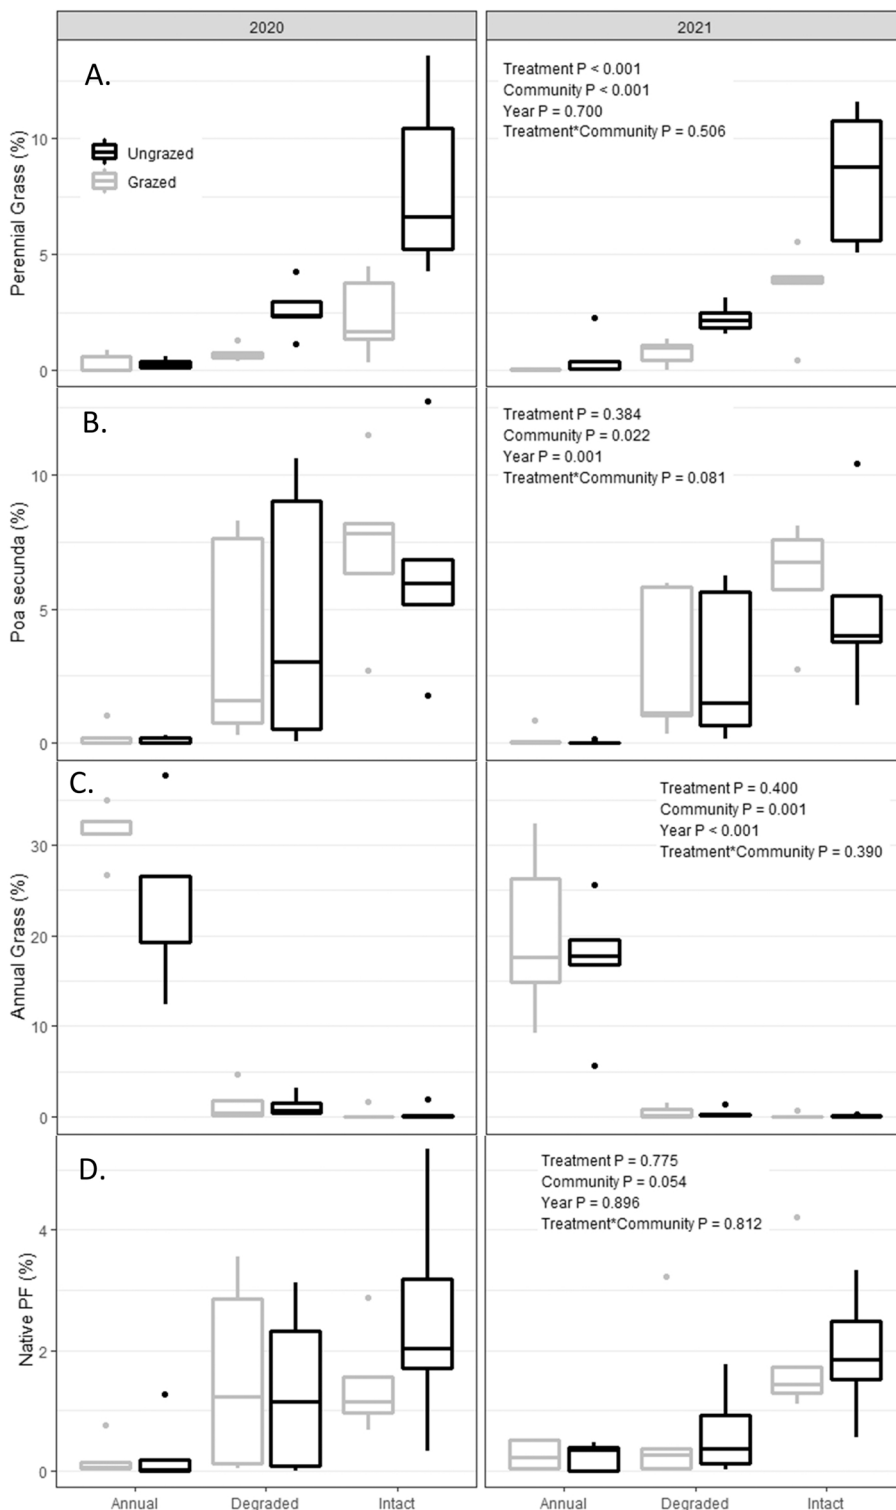 2020
2021
A.
Perennial Grass (%)
10
5
0
Ungrazed
Grazed
Treatment P < 0.001
Community P < 0.001
Year P = 0.700
Treatment*Community P = 0.506
B.
Poa secunda (%)
10
5
0
Treatment P = 0.384
Community P = 0.022
Year P = 0.001
Treatment*Community P = 0.081
C.
Annual Grass (%)
30
20
10
0
Treatment P = 0.400
Community P = 0.001
Year P < 0.001
Treatment*Community P = 0.390
D.
Native PF (%)
4
2
0
Treatment P = 0.775
Community P = 0.054
Year P = 0.896
Treatment*Community P = 0.812
Annual Degraded Intact
Annual Degraded Intact